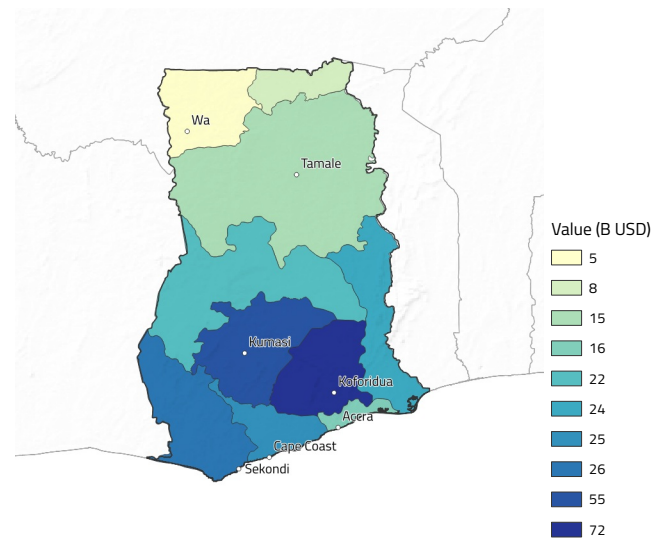 Wa
Tamale
Kumasi
Koforidua
Accra
Cape Coast
Sekondi
Value (B USD)
5
8
15
16
22
24
25
26
55
72